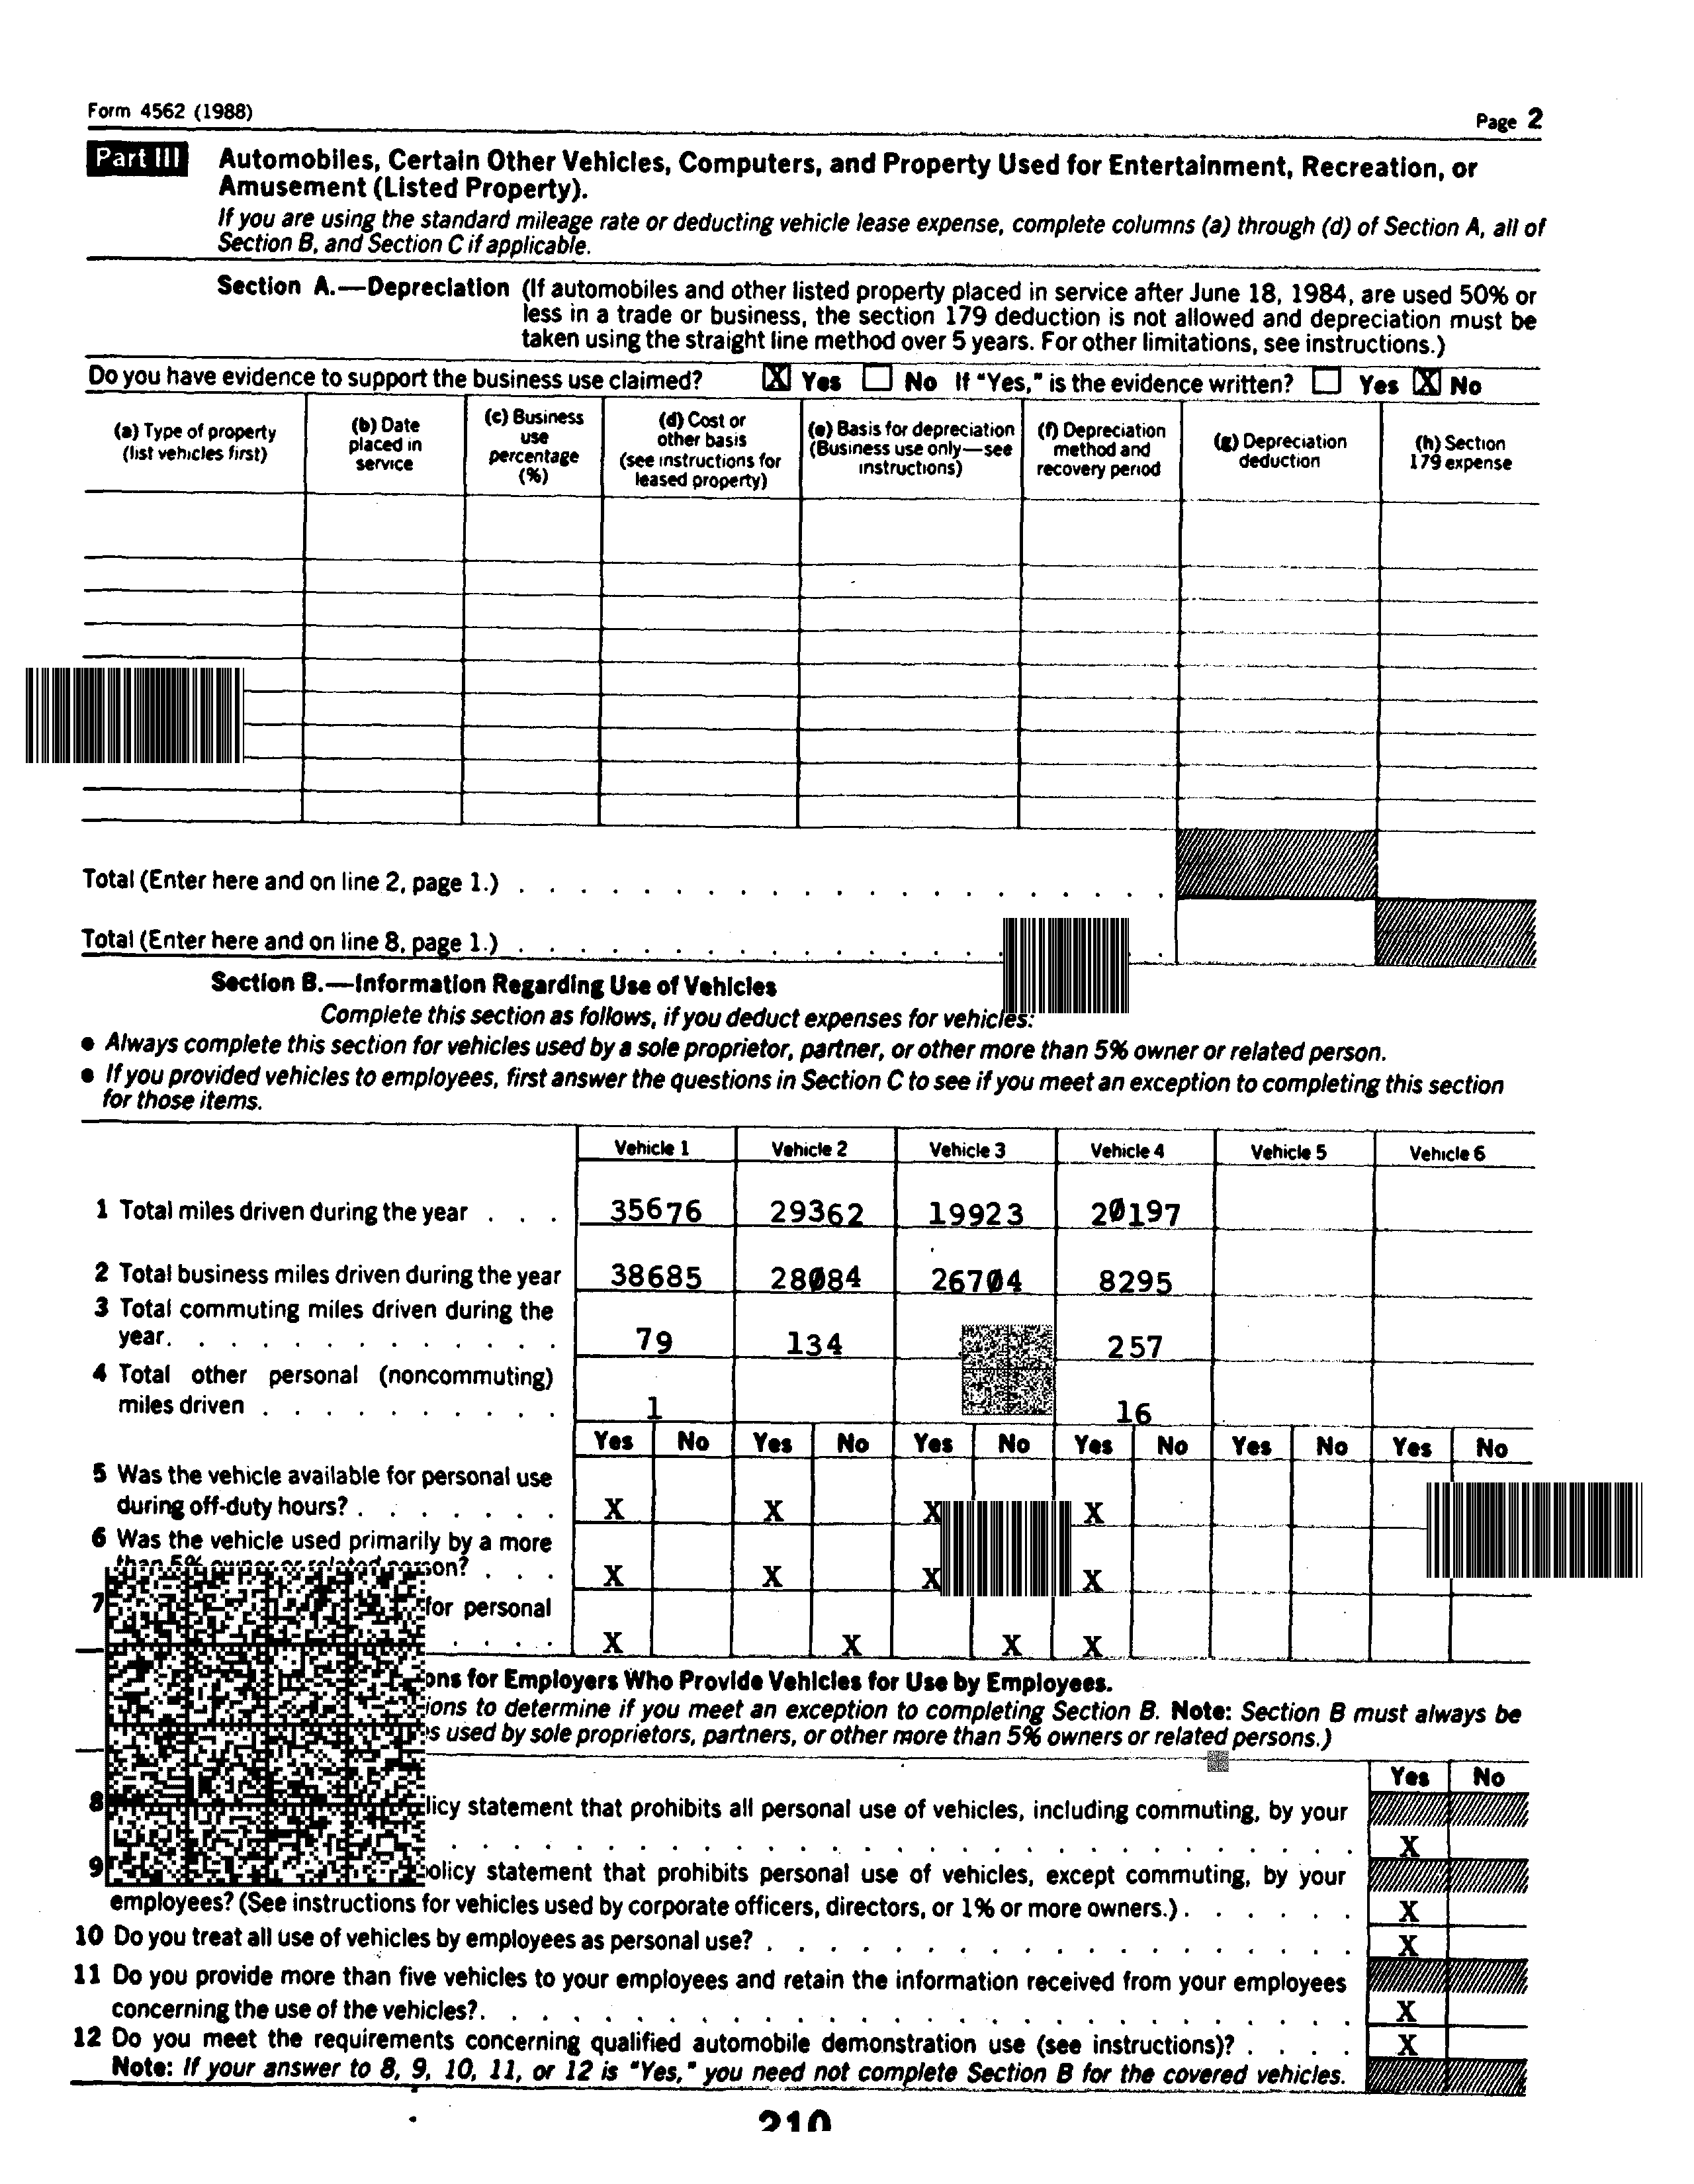 Form 4562 (1988)
Page 2
Part III Automobiles, Certain Other Vehicles, Computers, and Property Used for Entertainment, Recreation, or
Amusement (Listed Property).
If you are using the standard mileage rate or deducting vehicle lease expense, complete columns (a) through (d) of Section A, all of
Section B, and Section C if applicable.
Section A.—Depreciation (If automobiles and other listed property placed in service after June 18, 1984, are used 50% or
less in a trade or business, the section 179 deduction is not allowed and depreciation must be
taken using the straight line method over 5 years. For other limitations, see instructions.)
Do you have evidence to support the business use claimed? X Yes No If "Yes," is the evidence written? Yes X No
(a) Type of property
(list vehicles first)
(b) Date
placed in
service
(c) Business
use
percentage
(%)
(d) Cost or
other basis
(see instructions for
leased property)
(e) Basis for depreciation
(Business use only—see
instructions)
(f) Depreciation
method and
recovery period
(g) Depreciation
deduction
(h) Section
179 expense
Total (Enter here and on line 2, page 1.)
Total (Enter here and on line 8, page 1.)
Section B.—Information Regarding Use of Vehicles
Complete this section as follows, if you deduct expenses for vehicles:
● Always complete this section for vehicles used by a sole proprietor, partner, or other more than 5% owner or related person.
● If you provided vehicles to employees, first answer the questions in Section C to see if you meet an exception to completing this section
for those items.
Vehicle 1 Vehicle 2 Vehicle 3 Vehicle 4 Vehicle 5 Vehicle 6
1 Total miles driven during the year . . . 35676 29362 19923 20197
2 Total business miles driven during the year 38685 28084 26704 8295
3 Total commuting miles driven during the
year. . . . . . . . . . . . . 79 134 257
4 Total other personal (noncommuting)
miles driven . . . . . . . . . . 1 16
Yes No Yes No Yes No Yes No Yes No Yes No
5 Was the vehicle available for personal use
during off-duty hours? . . . . . . . X X X X
6 Was the vehicle used primarily by a more
than 5% owner or related person? . . . X X X X
7 for personal
. . . . X X X X
ons for Employers Who Provide Vehicles for Use by Employees.
ions to determine if you meet an exception to completing Section B. Note: Section B must always be
s used by sole proprietors, partners, or other more than 5% owners or related persons.)
Yes No
8 licy statement that prohibits all personal use of vehicles, including commuting, by your
X
9 policy statement that prohibits personal use of vehicles, except commuting, by your
employees? (See instructions for vehicles used by corporate officers, directors, or 1% or more owners.) . . . . . . X
10 Do you treat all use of vehicles by employees as personal use? . . . . . . . . . . . . . . . . . . . X
11 Do you provide more than five vehicles to your employees and retain the information received from your employees
concerning the use of the vehicles?. . . . . . . . . . . . . . . . . . . . . . . . . . . . X
12 Do you meet the requirements concerning qualified automobile demonstration use (see instructions)? . . . . X
Note: If your answer to 8, 9, 10, 11, or 12 is "Yes," you need not complete Section B for the covered vehicles.
210